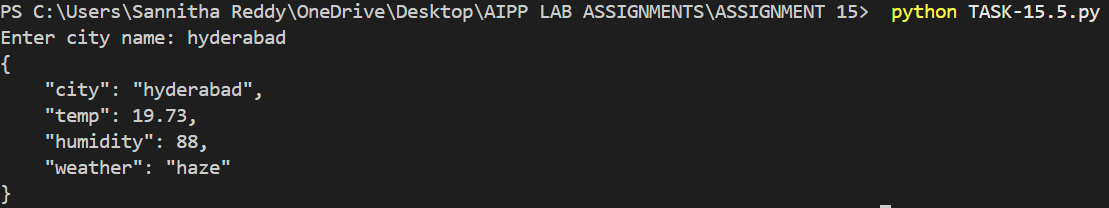 PS C:\Users\Sannitha Reddy\OneDrive\Desktop\AIPP LAB ASSIGNMENTS\ASSIGNMENT 15>  python TASK-15.5.py
Enter city name: hyderabad
{
    "city": "hyderabad",
    "temp": 19.73,
    "humidity": 88,
    "weather": "haze"
}